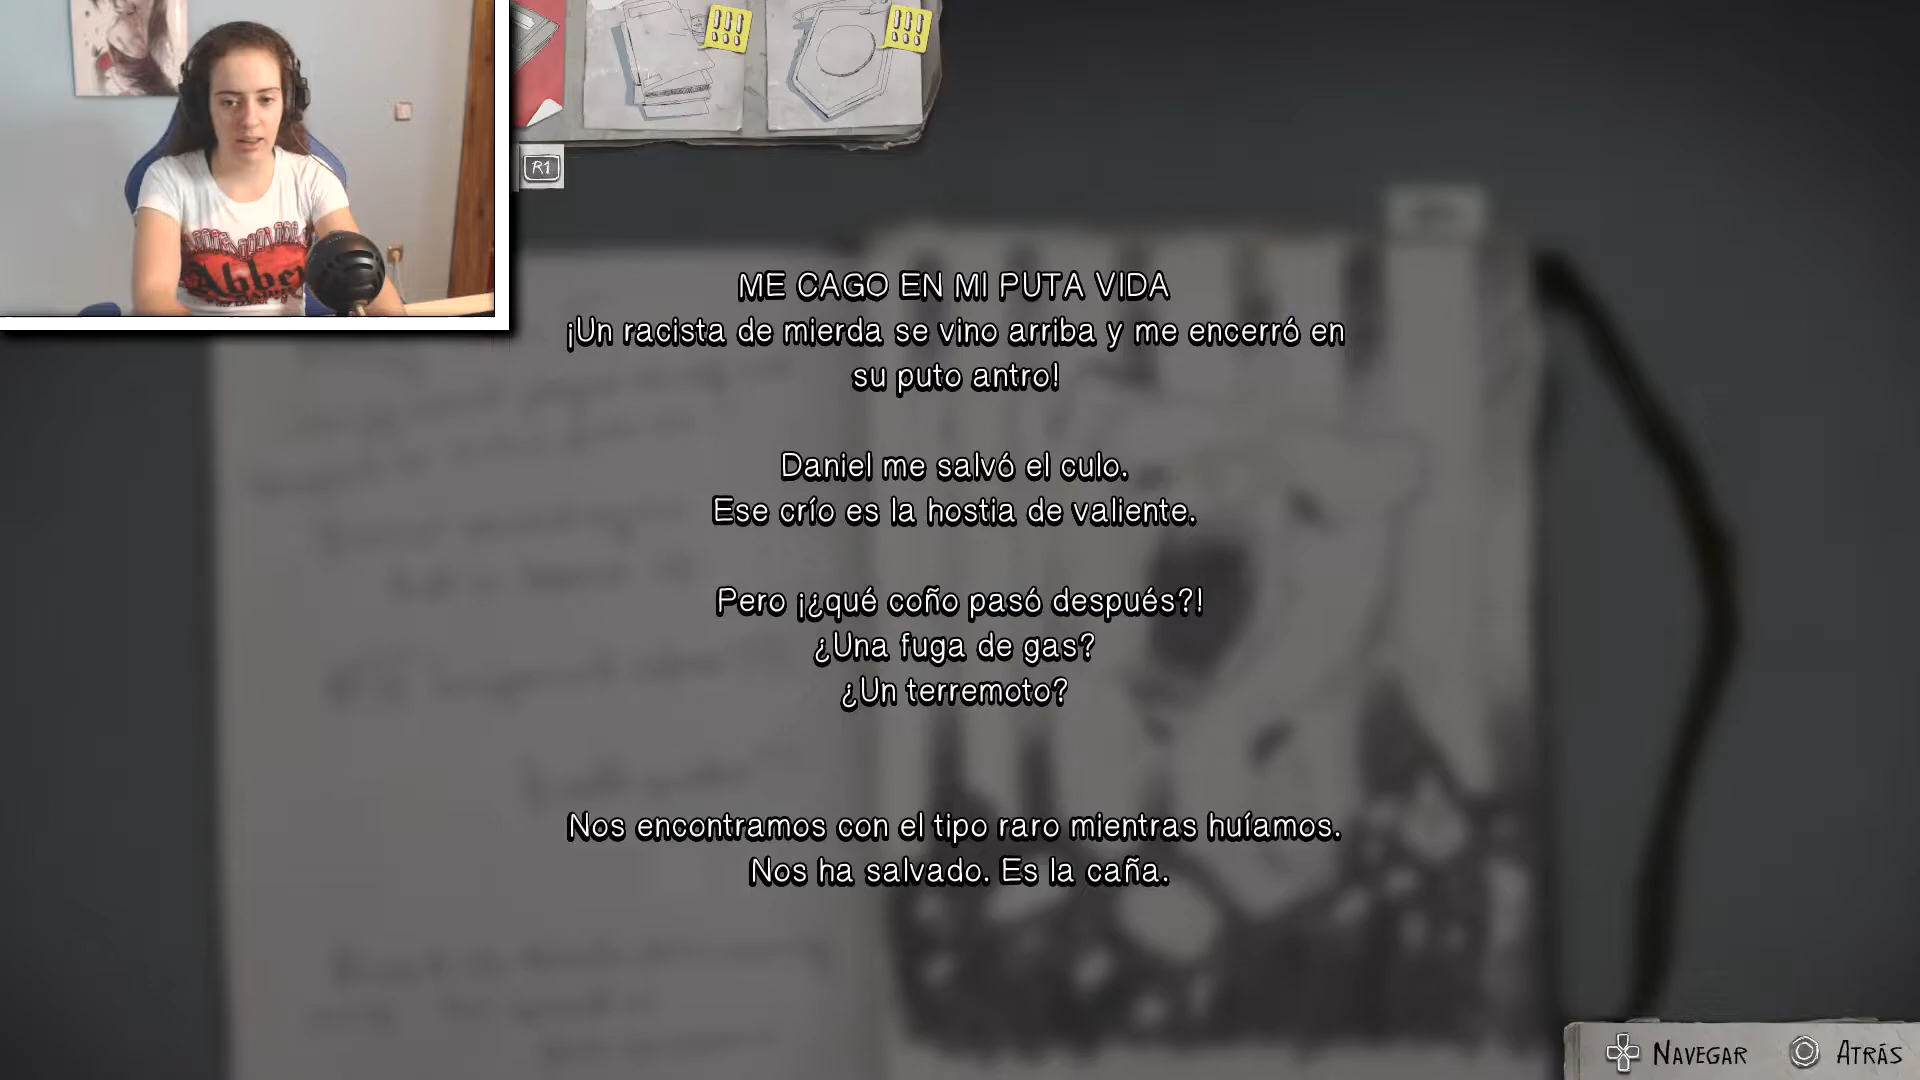 R1
Abbey
ME CAGO EN MI PUTA VIDA
¡Un racista de mierda se vino arriba y me encerró en
su puto antro!
Daniel me salvó el culo.
Ese crío es la hostia de valiente.
Pero ¡¿qué coño pasó después?!
¿Una fuga de gas?
¿Un terremoto?
Nos encontramos con el tipo raro mientras huíamos.
Nos ha salvado. Es la caña.
NAVEGAR
ATRÁS